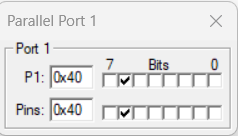 Parallel Port 1
Port 1
7 Bits 0
P1: 0x40
Pins: 0x40